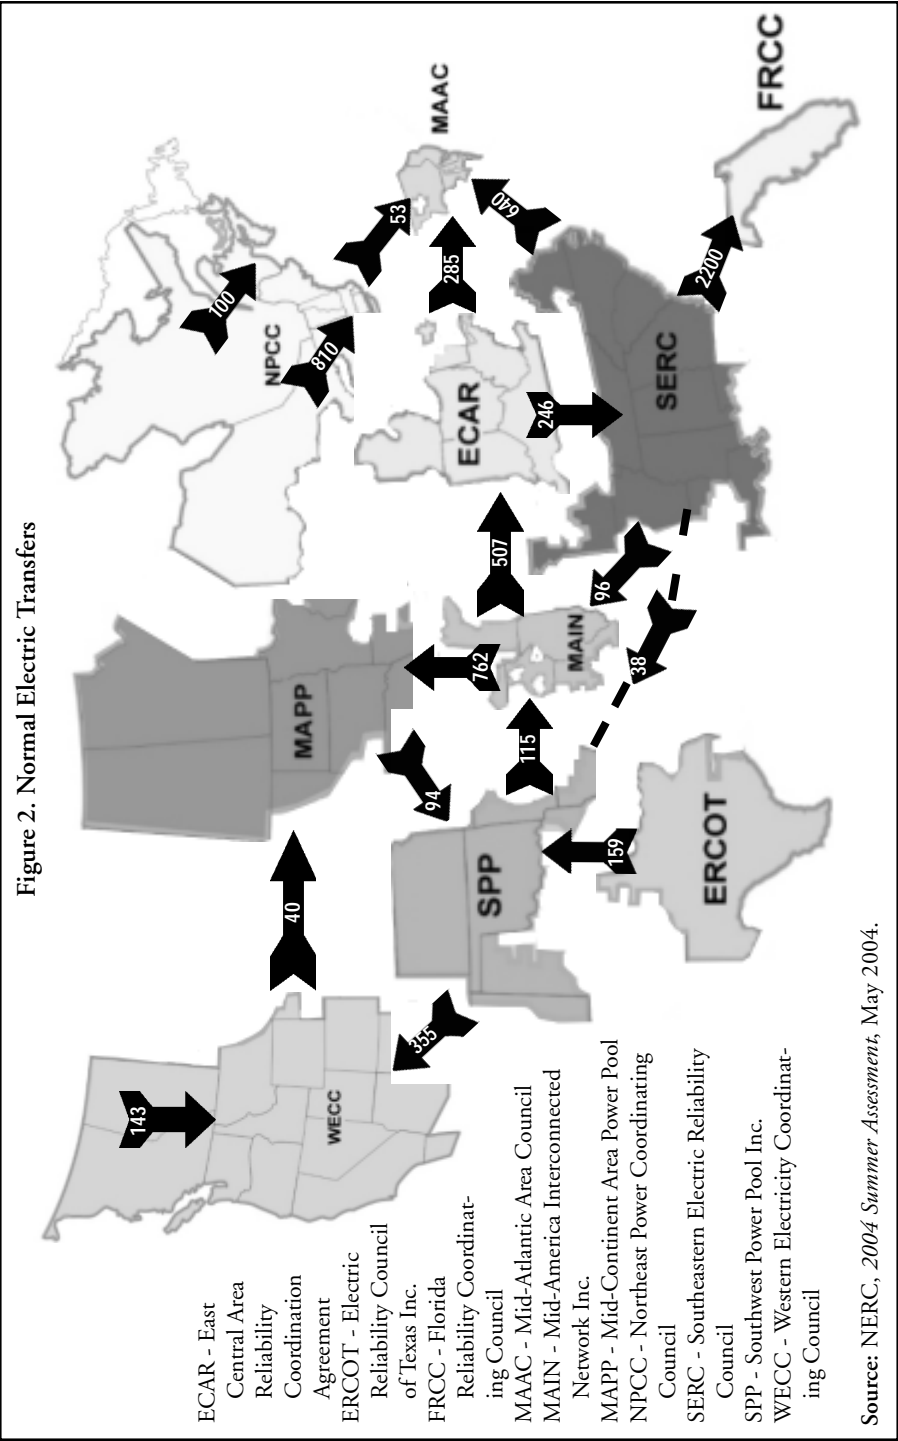 Figure 2. Normal Electric Transfers
143
WECC
40
355
MAPP
94
762
SPP
115
159
ERCOT
MAIN
507
96
38
NPCC
100
810
53
MAAC
285
640
ECAR
246
SERC
2200
FRCC
ECAR - East
Central Area
Reliability
Coordination
Agreement
ERCOT - Electric
Reliability Council
of Texas Inc.
FRCC - Florida
Reliability Coordinat-
ing Council
MAAC - Mid-Atlantic Area Council
MAIN - Mid-America Interconnected
Network Inc.
MAPP - Mid-Continent Area Power Pool
NPCC - Northeast Power Coordinating
Council
SERC - Southeastern Electric Reliability
Council
SPP - Southwest Power Pool Inc.
WECC - Western Electricity Coordinat-
ing Council
Source: NERC, 2004 Summer Assessment, May 2004.